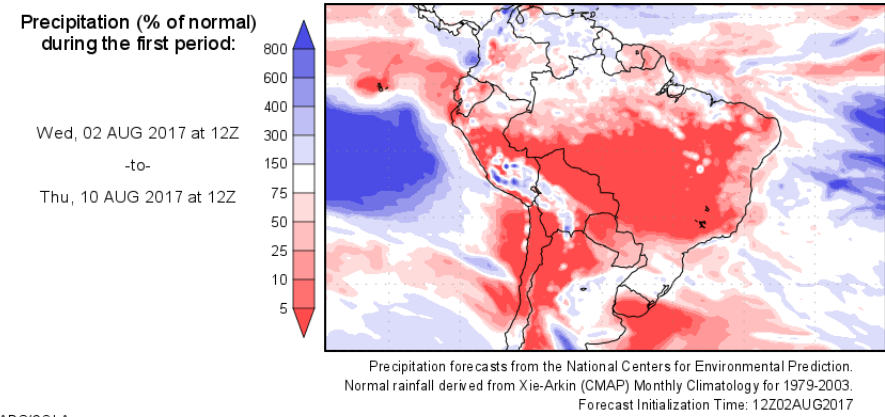 Precipitation (% of normal)
during the first period:
Wed, 02 AUG 2017 at 12Z
-to-
Thu, 10 AUG 2017 at 12Z
800
600
400
300
150
75
50
25
10
5
Precipitation forecasts from the National Centers for Environmental Prediction.
Normal rainfall derived from Xie-Arkin (CMAP) Monthly Climatology for 1979-2003.
Forecast Initialization Time: 12Z02AUG2017